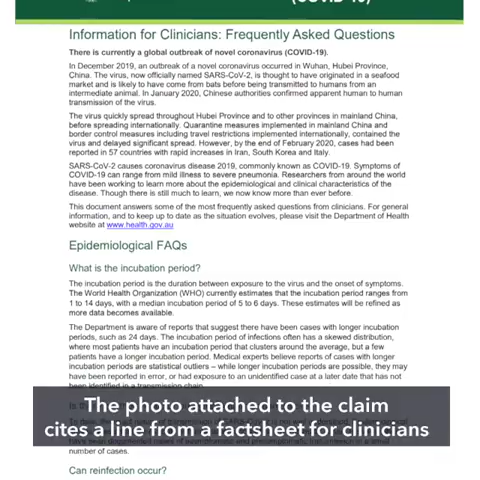 (COVID-19)
Information for Clinicians: Frequently Asked Questions
There is currently a global outbreak of novel coronavirus (COVID-19).
In December 2019, an outbreak of a novel coronavirus occurred in Wuhan, Hubei Province,
China. The virus, now officially named SARS-CoV-2, is thought to have originated in a seafood
market and is likely to have come from bats before being transmitted to humans from an
intermediate animal. In January 2020, Chinese authorities confirmed apparent human to human
transmission of the virus.
The virus quickly spread throughout Hubei Province and to other provinces in mainland China,
before spreading internationally. Quarantine measures implemented in mainland China and
border control measures including travel restrictions implemented internationally, contained the
virus and delayed significant spread. However, by the end of February 2020, cases had been
reported in 57 countries with rapid increases in Iran, South Korea and Italy.
SARS-CoV-2 causes coronavirus disease 2019, commonly known as COVID-19. Symptoms of
COVID-19 can range from mild illness to severe pneumonia. Researchers from around the world
have been working to learn more about the epidemiological and clinical characteristics of the
disease. Though there is still much to learn, we now know more than ever before.
This document answers some of the most frequently asked questions from clinicians. For general
information, and to keep up to date as the situation evolves, please visit the Department of Health
website at www.health.gov.au
Epidemiological FAQs
What is the incubation period?
The incubation period is the duration between exposure to the virus and the onset of symptoms.
The World Health Organization (WHO) currently estimates that the incubation period ranges from
1 to 14 days, with a median incubation period of 5 to 6 days. These estimates will be refined as
more data becomes available.
The Department is aware of reports that suggest there have been cases with longer incubation
periods, such as 24 days. The incubation period of infections often has a skewed distribution,
where most patients have an incubation period that clusters around the average, but a few
patients have a longer incubation period. Medical experts believe reports of cases with longer
incubation periods are statistical outliers – while longer incubation periods are possible, they may
have been reported in error, or had exposure to an unidentified case at a later date that has not
been identified in a transmission chain.
The photo attached to the claim
cites a line from a factsheet for clinicians
number of cases.
Can reinfection occur?